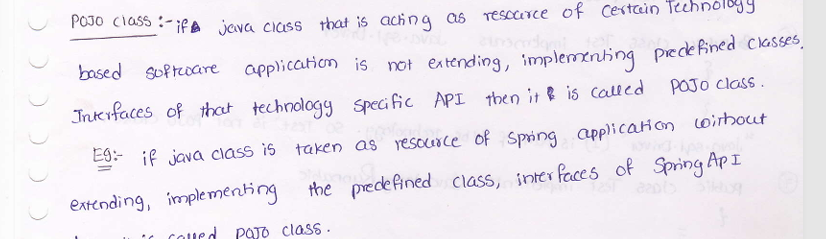 POJO class :- if a java class that is acting as resource of certain Technology
based software application is not extending, implementing predefined classes,
Interfaces of that technology specific API then it is called POJO class.
Eg:- if java class is taken as resource of spring application without
extending, implementing the predefined class, interfaces of Spring ApI
called POJO class.